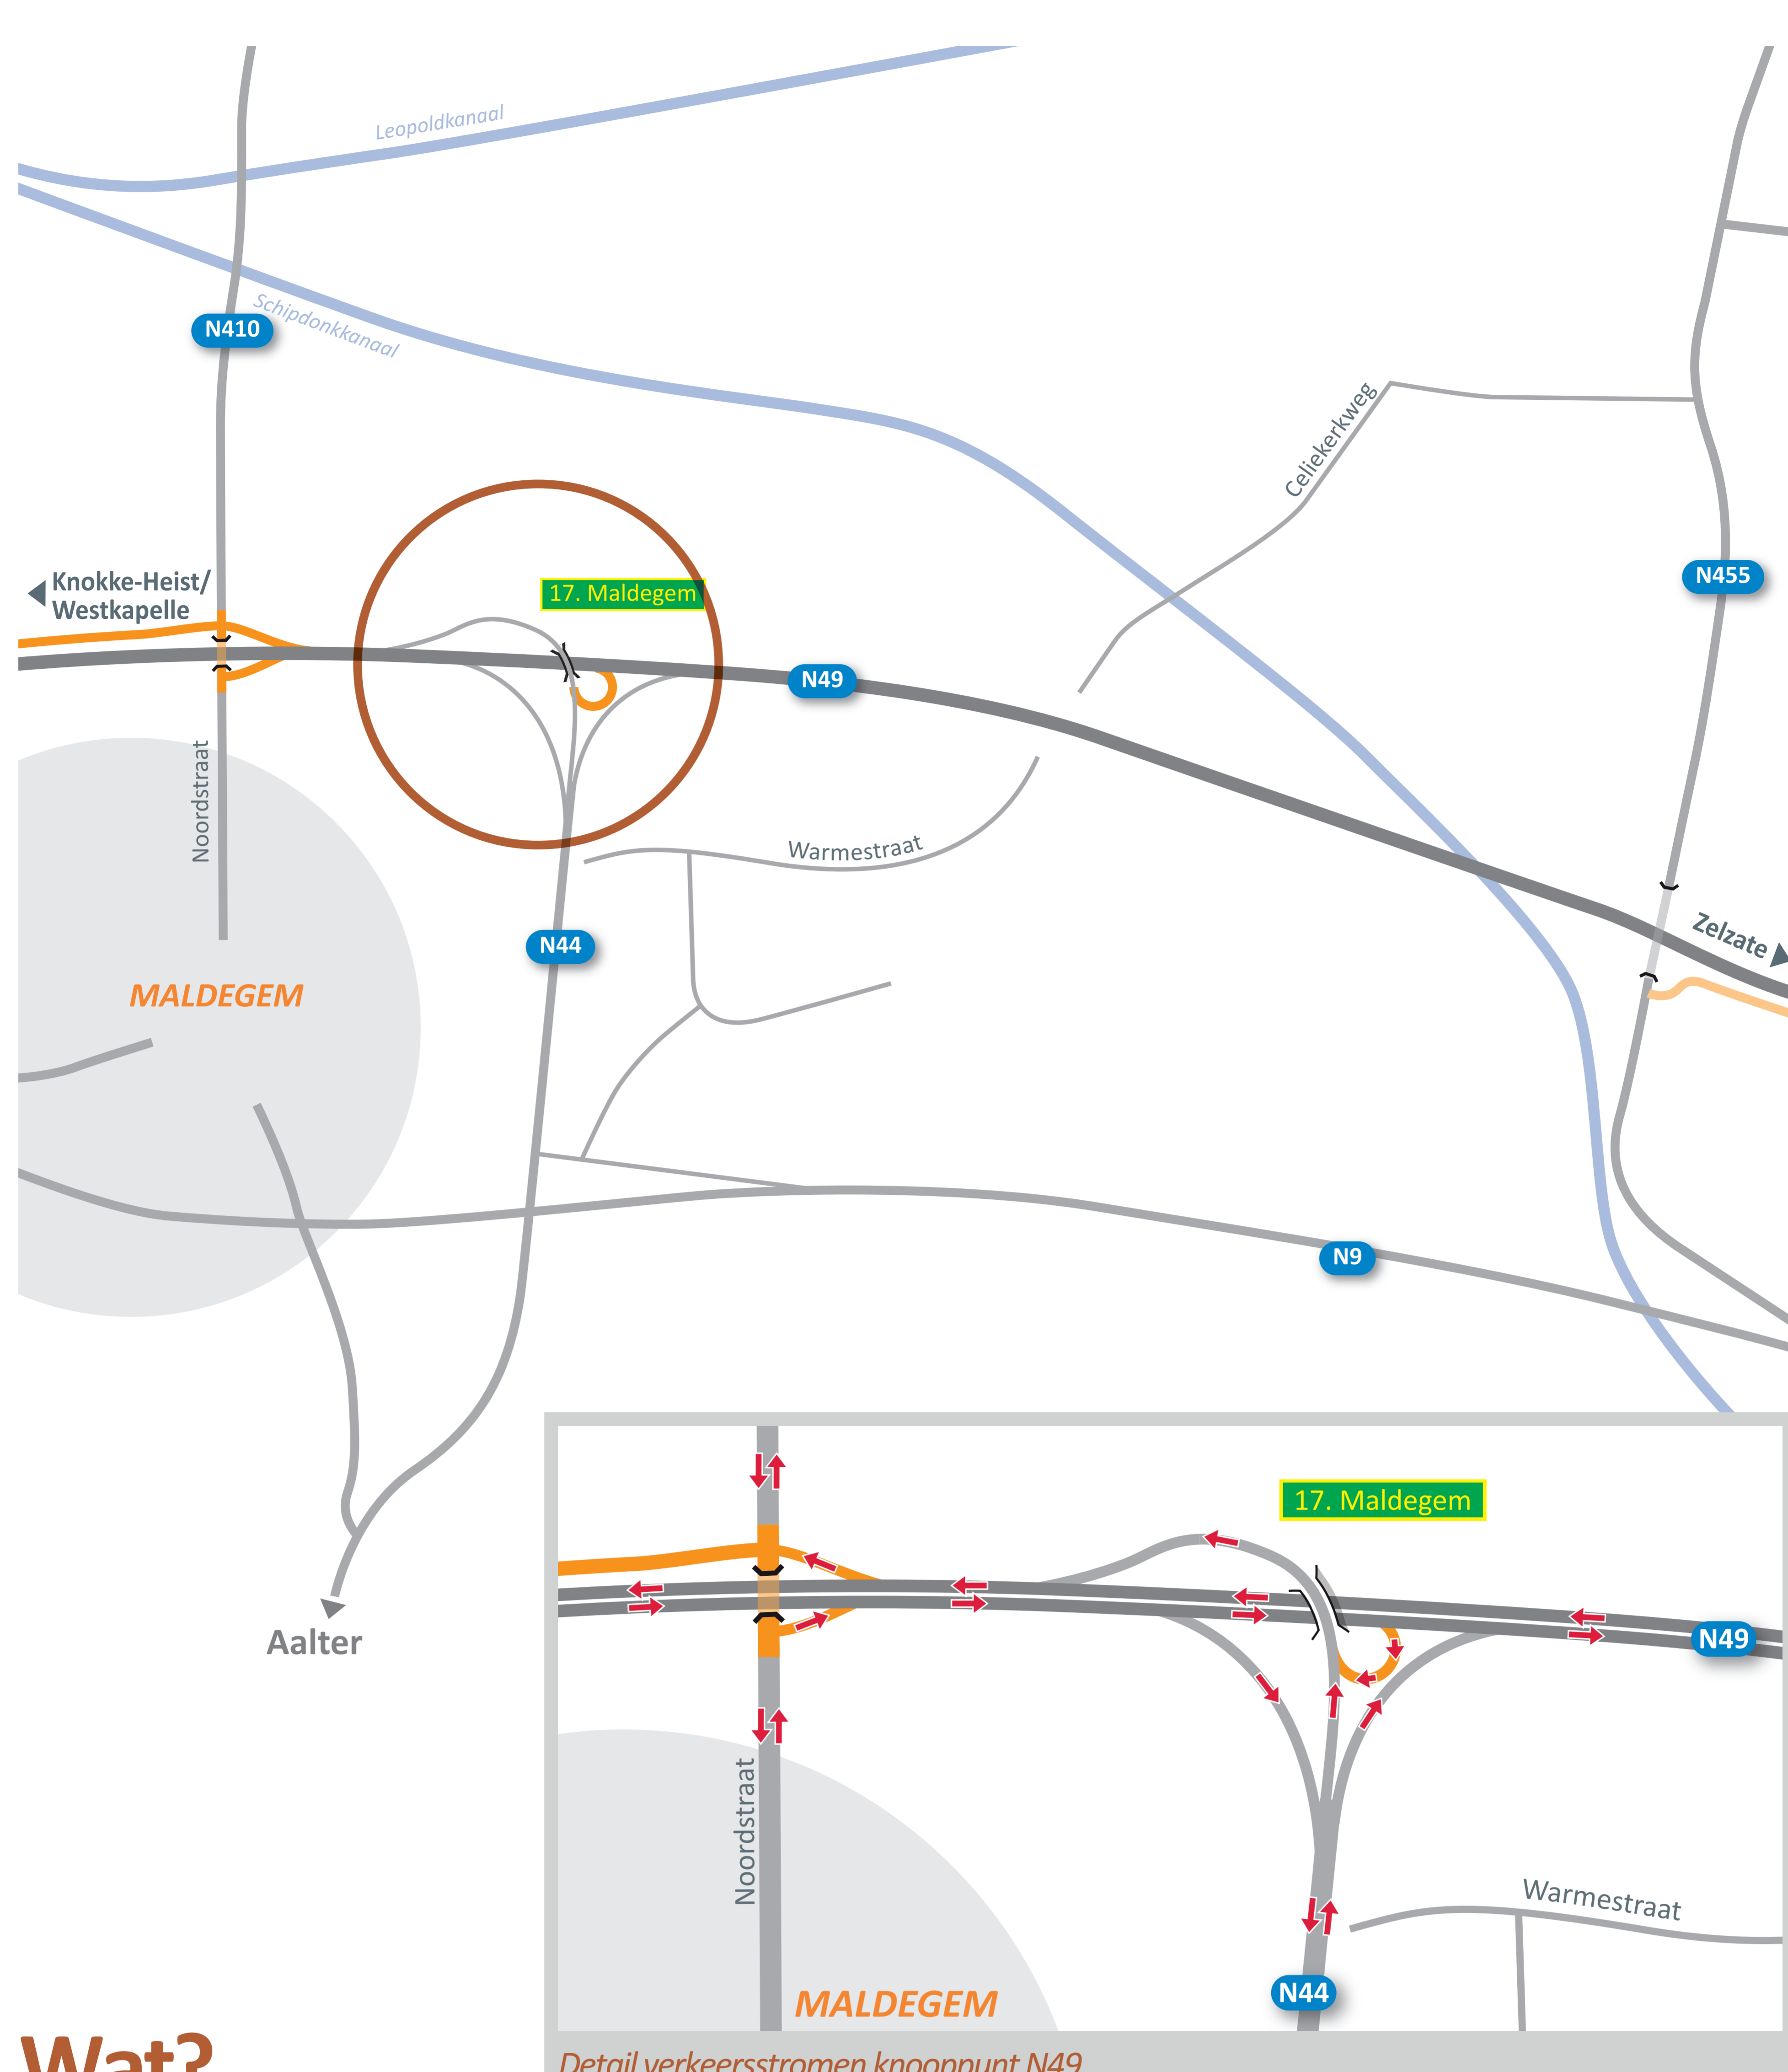 Leopoldkanaal
Schipdonkkanaal
N410
Celiekerkweg
Knokke-Heist/
Westkapelle
17. Maldegem
N455
N49
Noordstraat
Warmestraat
Zelzate
N44
MALDEGEM
N9
Aalter
17. Maldegem
N49
Noordstraat
Warmestraat
N44
MALDEGEM
Wat?
Detail verkeersstromen knooppunt N49